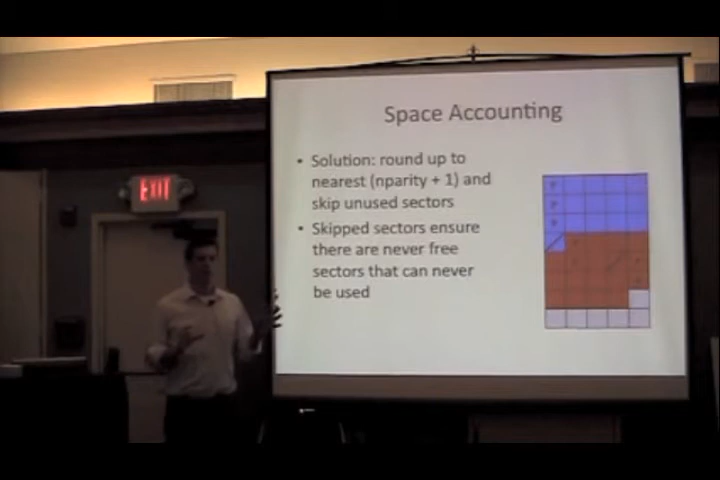 Space Accounting
• Solution: round up to
nearest (nparity + 1) and
skip unused sectors
• Skipped sectors ensure
there are never free
sectors that can never
be used
EXIT